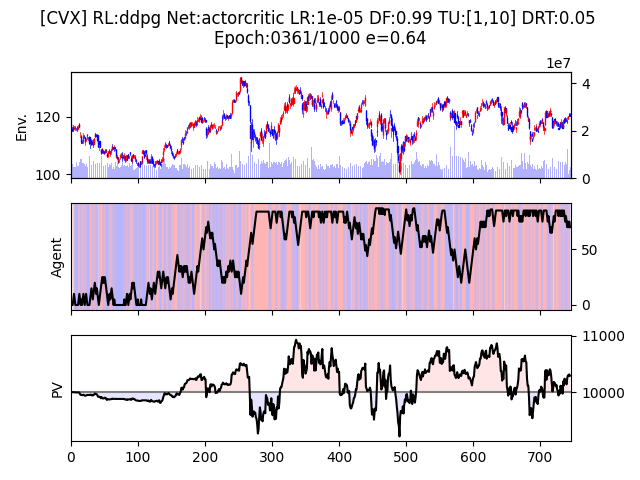 [CVX] RL:ddpg Net:actorcritic LR:1e-05 DF:0.99 TU:[1,10] DRT:0.05
Epoch:0361/1000 e=0.64
1e7
Env.
120
100
4
2
0
Agent
50
0
PV
11000
10000
0 100 200 300 400 500 600 700